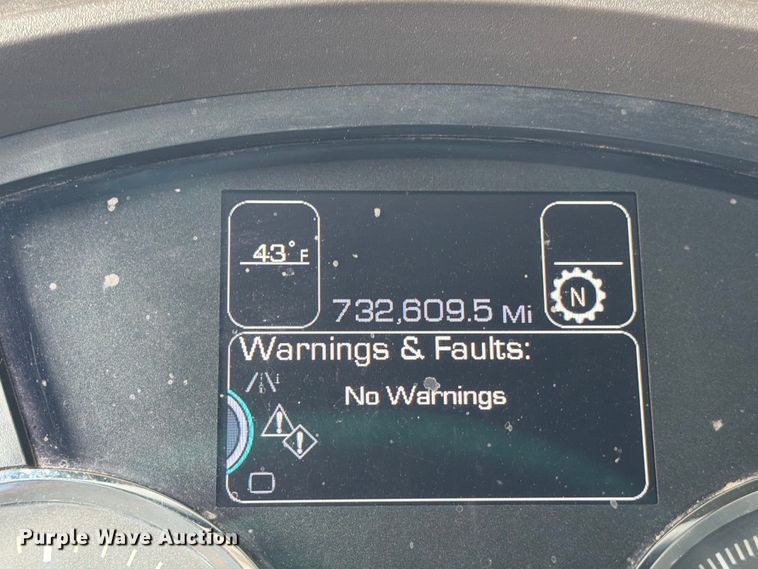 43°F
732,609.5 Mi
N
Warnings & Faults:
No Warnings
Purple Wave Auction